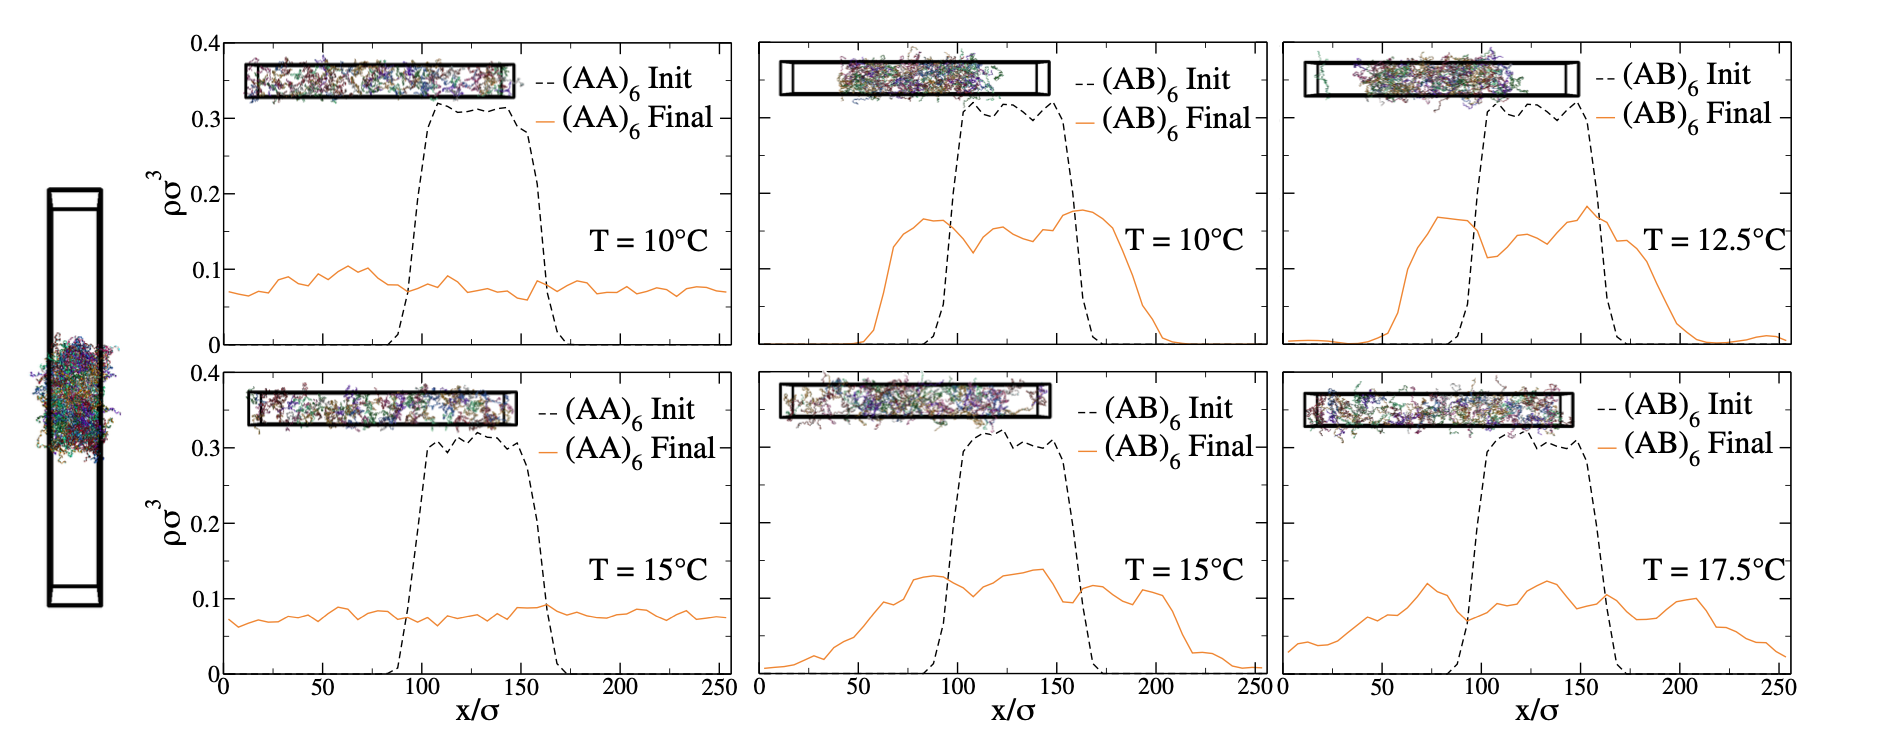 0.4
(AA)6 Init
(AA)6 Final
0.3
ρσ3
0.2
T = 10°C
0.1
0
(AB)6 Init
(AB)6 Final
T = 10°C
(AB)6 Init
(AB)6 Final
T = 12.5°C
0.4
(AA)6 Init
(AA)6 Final
0.3
ρσ3
0.2
T = 15°C
0.1
0
0 50 100 150 200 250
x/σ
(AB)6 Init
(AB)6 Final
T = 15°C
0 50 100 150 200 250
x/σ
(AB)6 Init
(AB)6 Final
T = 17.5°C
50 100 150 200 250
x/σ